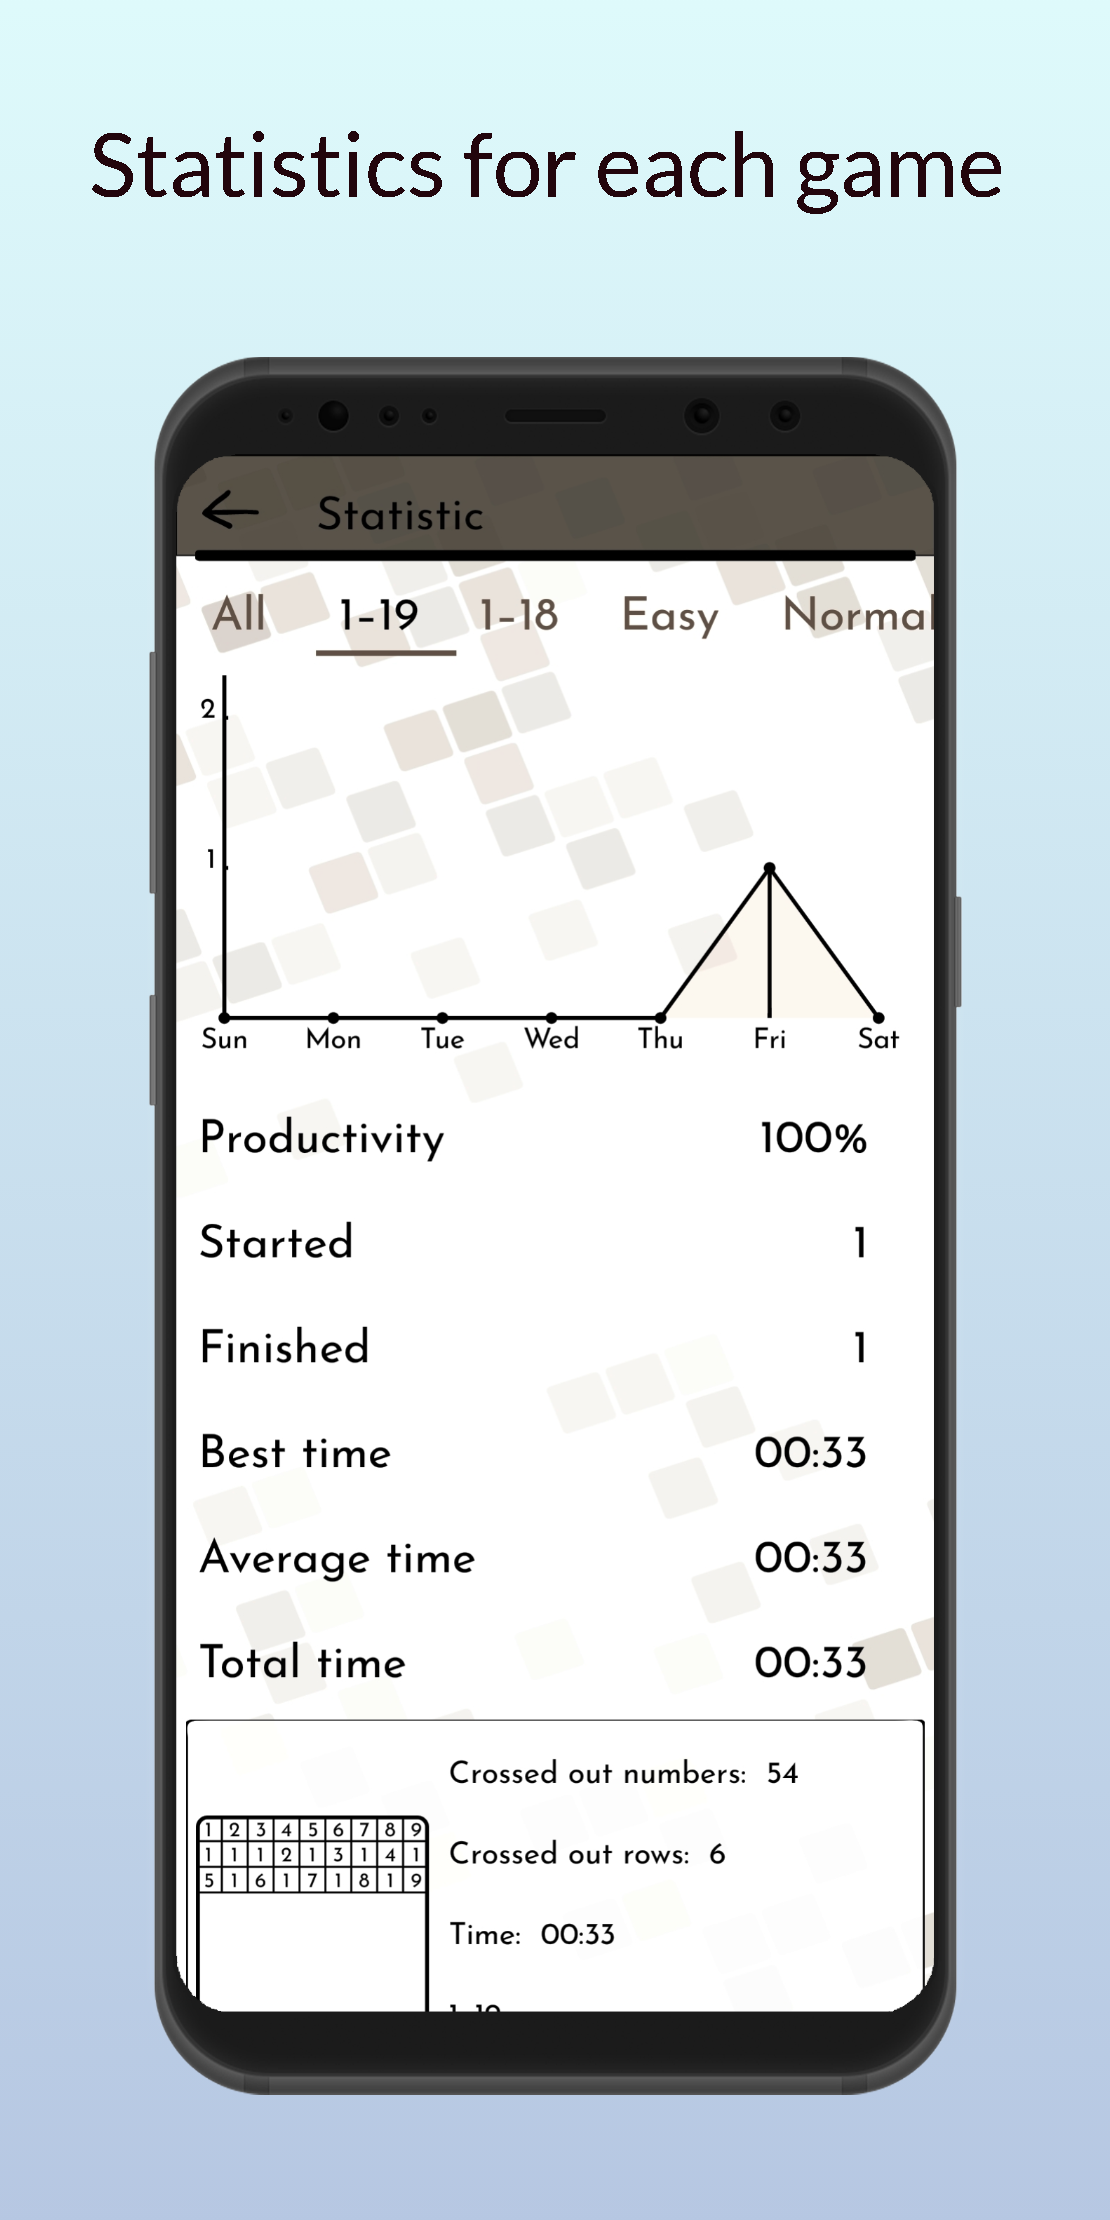 Statistics for each game
Statistic
All 1-19 1-18 Easy Normal
2
1
Sun Mon Tue Wed Thu Fri Sat
Productivity 100%
Started 1
Finished 1
Best time 00:33
Average time 00:33
Total time 00:33
Crossed out numbers: 54
1 2 3 4 5 6 7 8 9
1 1 1 2 1 3 1 4 1
Crossed out rows: 6
5 1 6 1 7 1 8 1 9
Time: 00:33